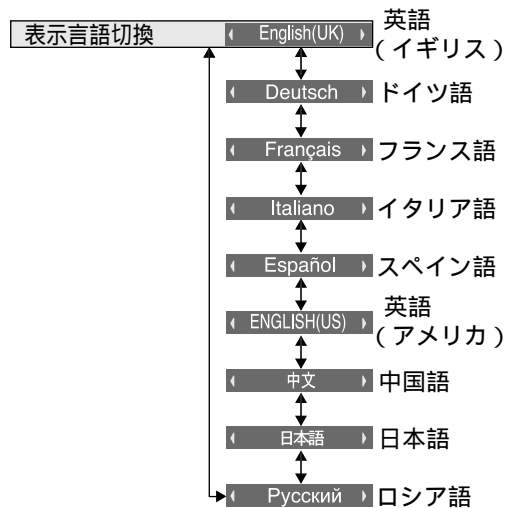 表示言語切換 English(UK) 英語
(イギリス)
Deutsch ドイツ語
Français フランス語
Italiano イタリア語
Español スペイン語
ENGLISH(US) 英語
(アメリカ)
中文 中国語
日本語 日本語
Русский ロシア語